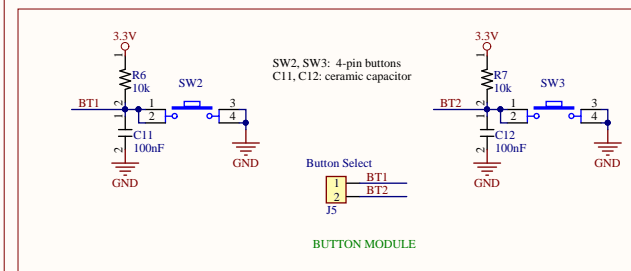 3.3V
3.3V
SW2, SW3: 4-pin buttons
C11, C12: ceramic capacitor
1
R6
10k
2
SW2
1
R7
10k
2
SW3
BT1
1
2
3
4
BT2
1
2
3
4
1
C11
100nF
2
1
C12
100nF
2
GND
GND
GND
GND
Button Select
1
BT1
2
BT2
J5
BUTTON MODULE